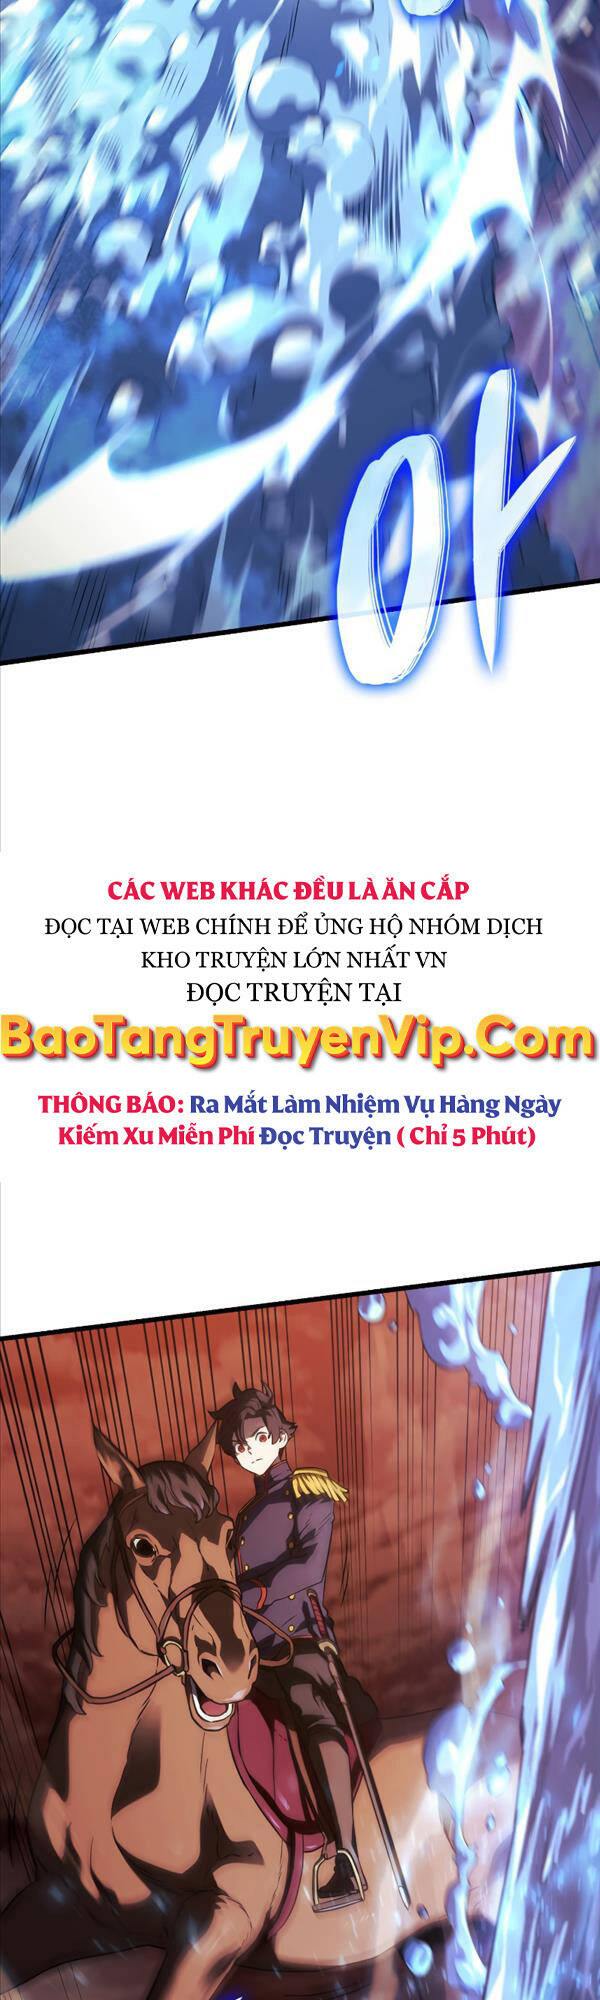 아
CÁC WEB KHÁC ĐỀU LÀ ĂN CẮP
ĐỌC TẠI WEB CHÍNH ĐỂ ỦNG HỘ NHÓM DỊCH
KHO TRUYỆN LỚN NHẤT VN
ĐỌC TRUYỆN TẠI
BaoTangTruyenVip.Com
THÔNG BÁO: Ra Mắt Làm Nhiệm Vụ Hàng Ngày
Kiếm Xu Miễn Phí Đọc Truyện ( Chỉ 5 Phút)